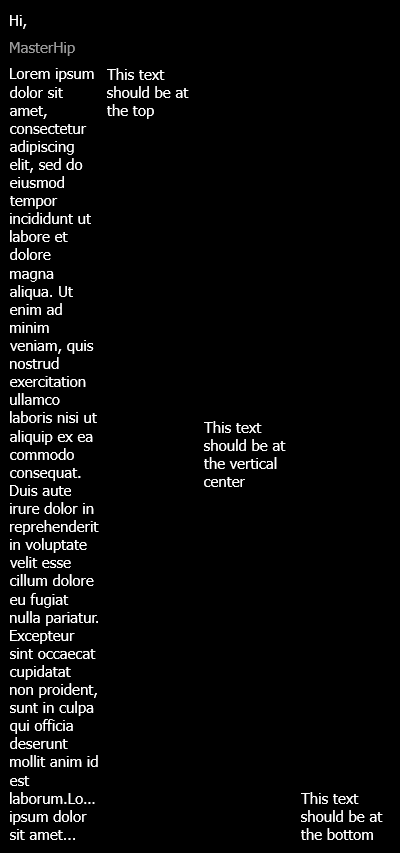 Hi,
MasterHip
Lorem ipsum
dolor sit
amet,
consectetur
adipiscing
elit, sed do
eiusmod
tempor
incididunt ut
labore et
dolore
magna
aliqua. Ut
enim ad
minim
veniam, quis
nostrud
exercitation
ullamco
laboris nisi ut
aliquip ex ea
commodo
consequat.
Duis aute
irure dolor in
reprehenderit
in voluptate
velit esse
cillum dolore
eu fugiat
nulla pariatur.
Excepteur
sint occaecat
cupidatat
non proident,
sunt in culpa
qui officia
deserunt
mollit anim id
est
laborum.Lo...
ipsum dolor
sit amet...
This text
should be at
the top
This text
should be at
the vertical
center
This text
should be at
the bottom